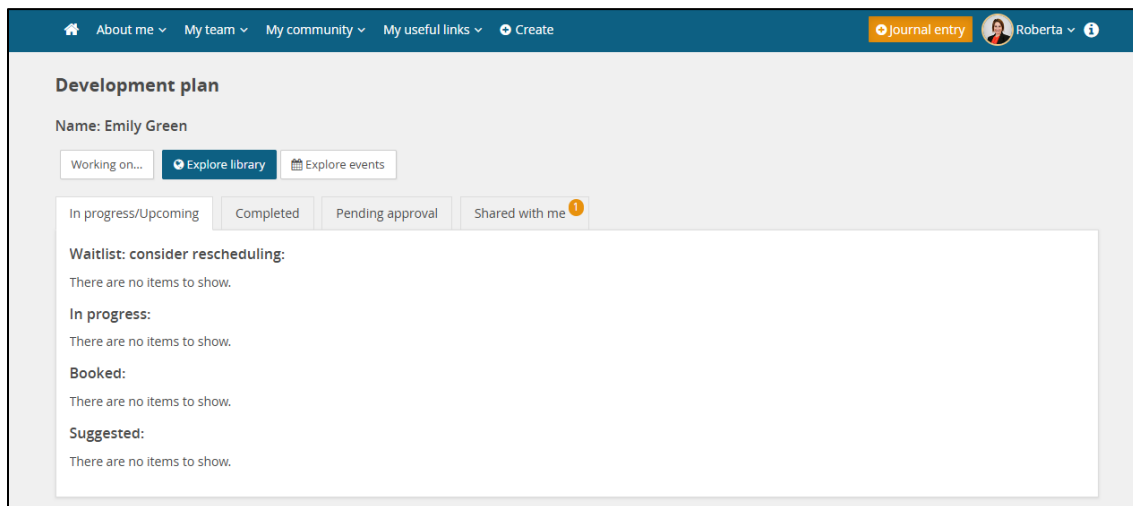 About me My team My community My useful links Create Journal entry Roberta
Development plan
Name: Emily Green
Working on... Explore library Explore events
In progress/Upcoming Completed Pending approval Shared with me 1
Waitlist: consider rescheduling:
There are no items to show.
In progress:
There are no items to show.
Booked:
There are no items to show.
Suggested:
There are no items to show.